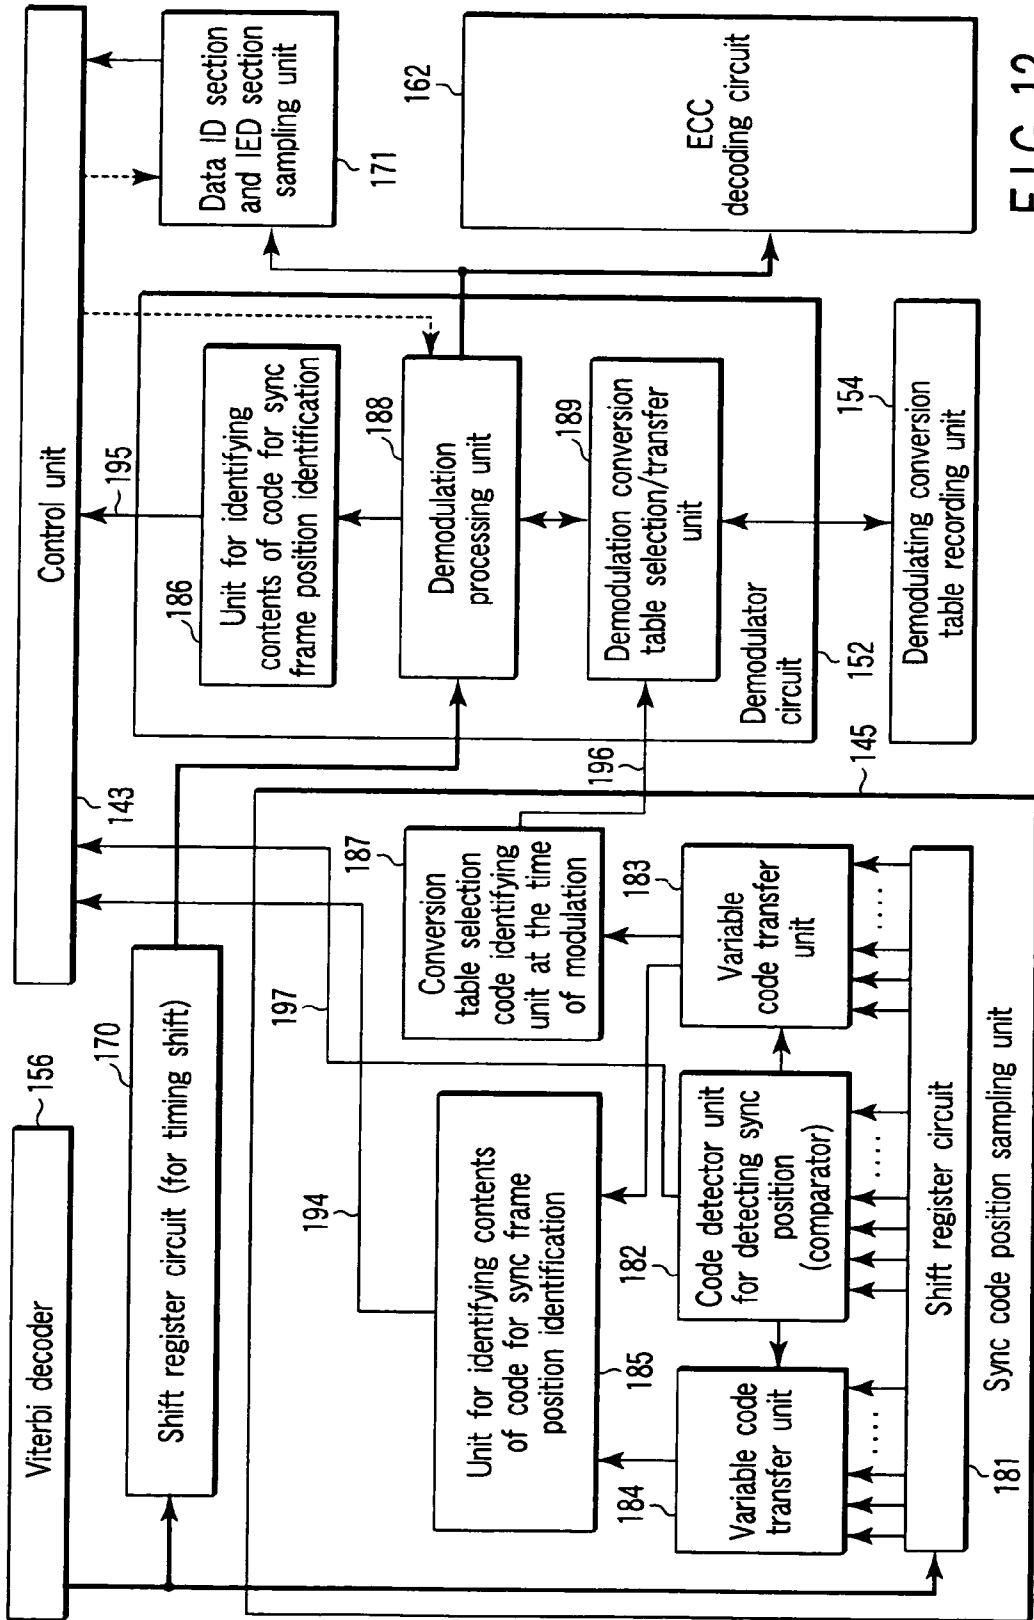 Viterbi decoder
156
Control unit
143
Shift register circuit (for timing shift)
170
197
194
195
Data ID section
and IED section
sampling unit
171
186
Unit for identifying
contents of code for sync
frame position identification
188
Demodulation
processing unit
189
Demodulation conversion
table selection/transfer
unit
Demodulator
circuit
152
ECC
decoding circuit
162
154
Demodulating conversion
table recording unit
196
145
187
Conversion
table selection
code identifying
unit at the time
of modulation
183
Variable
code transfer
unit
....
Unit for identifying contents
of code for sync frame
position identification
185
182
Code detector unit
for detecting sync
position
(comparator)
....
184
Variable code
transfer unit
....
Shift register circuit
181
Sync code position sampling unit